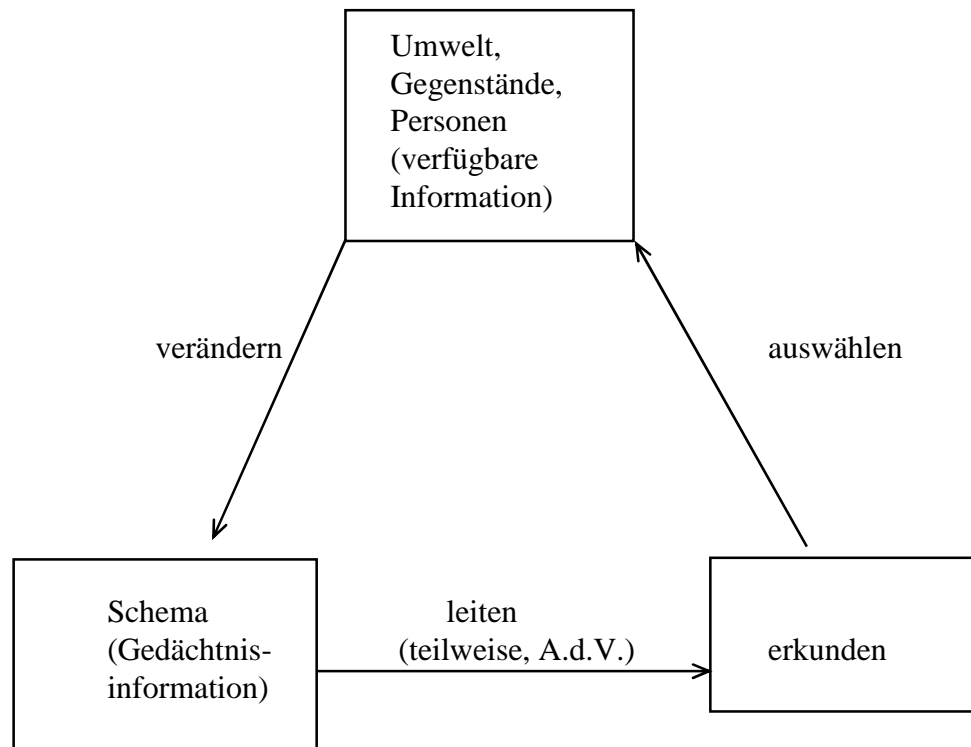 Umwelt,
Gegenstände,
Personen
(verfügbare
Information)
verändern
auswählen
Schema
(Gedächtnis-
information)
leiten
(teilweise, A.d.V.)
erkunden